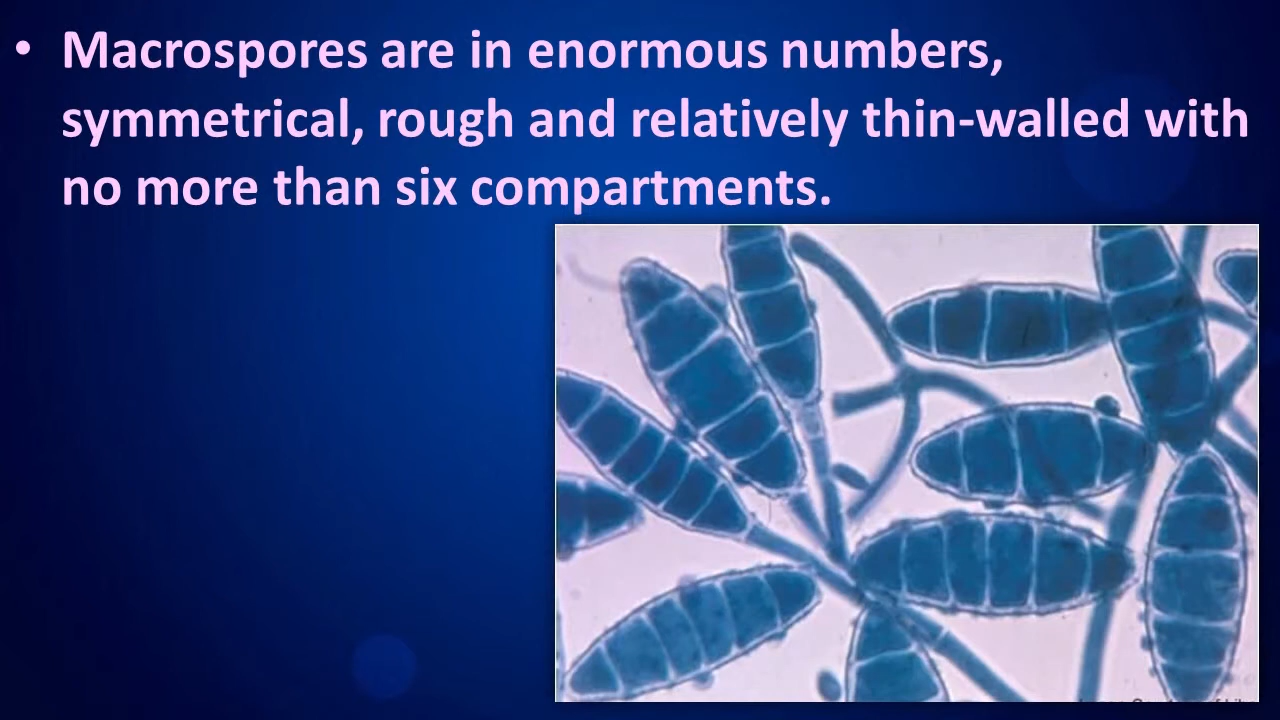 • Macrospores are in enormous numbers,
symmetrical, rough and relatively thin-walled with
no more than six compartments.